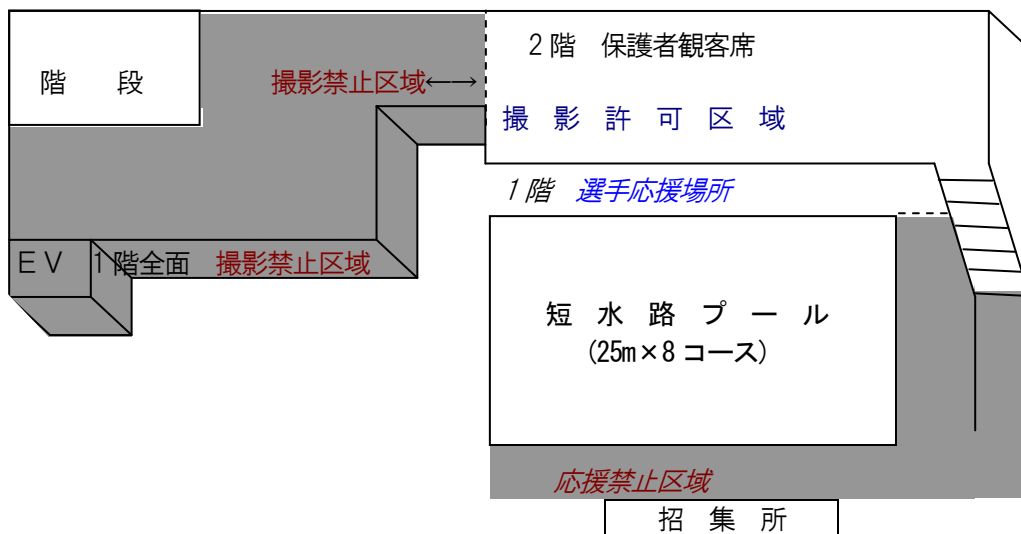 2階 保護者観客席
階 段
撮影禁止区域←→
撮 影 許 可 区 域
1階 選手応援場所
EV 1階全面 撮影禁止区域
短 水 路 プ ー ル
(25m×8コース)
応援禁止区域
招 集 所